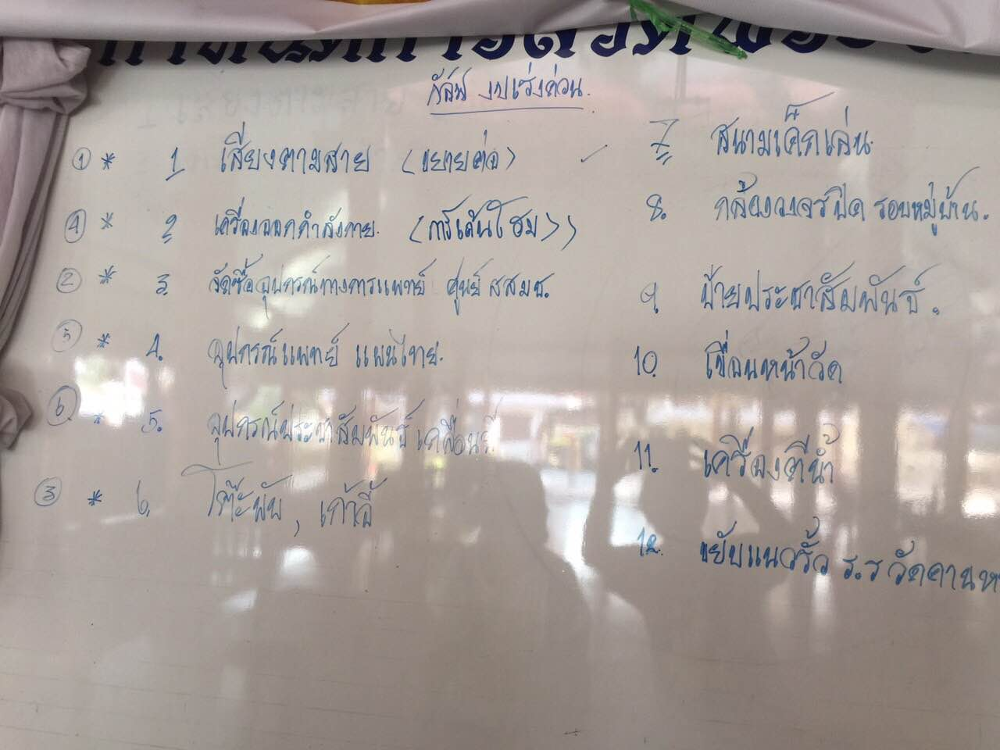 งบเร่งด่วน.
① * 1 เสียงตามสาย (ขยายต่อ) ✓
④ * 2 เครื่องออกกำลังกาย. (การ์เด้นโฮม)
② * 3. จัดซื้ออุปกรณ์ทางการแพทย์ ศูนย์ สสมช.
⑤ * 4. อุปกรณ์แพทย์ แผนไทย.
⑥ * 5. อุปกรณ์ประชาสัมพันธ์ เคลื่อนที่
③ * 6. โต๊ะพับ, เก้าอี้
7 สนามเด็กเล่น.
8. กล้องวงจรปิด รอบหมู่บ้าน.
9. ป้ายประชาสัมพันธ์.
10. เขื่อนหน้าวัด
11. เครื่องตีน้ำ
12. ขยับแนวรั้ว ร.ร วัด